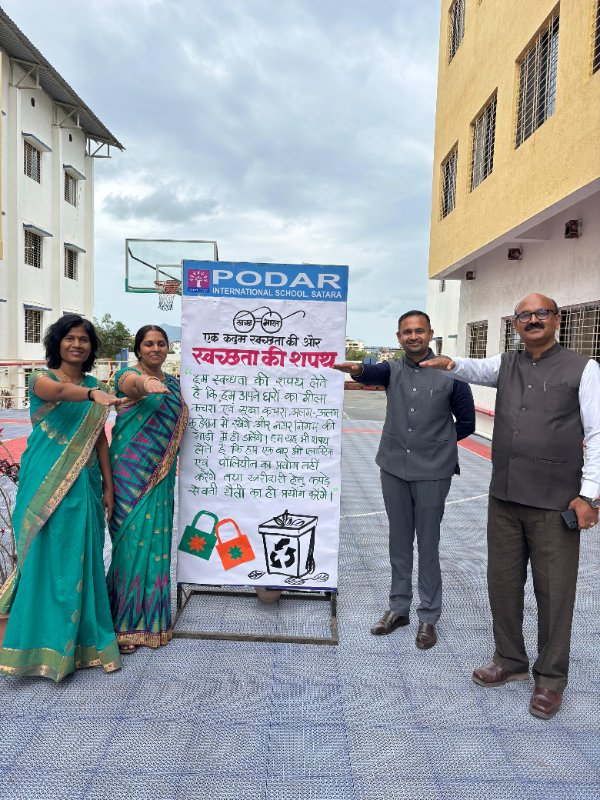 PODAR
INTERNATIONAL SCHOOL, SATARA
स्वच्छ भारत
एक कदम स्वच्छता की ओर
स्वच्छता की शपथ
"हम स्वच्छता की शपथ लेते
है कि, हम अपने घरो का गीला
कचरा एवं सूखा कचरा अलग-अलग
रखेगे और नगर निगम की
गाडी में ही डालेगे। हम यह भी शपथ
लेते है कि हम एक बार भी प्लास्टिक
एवं पॉलिथीन का प्रयोग नही
करेगे तथा खरीदारी हेतु कपडे
से बनी थैली का ही प्रयोग करेगे।"